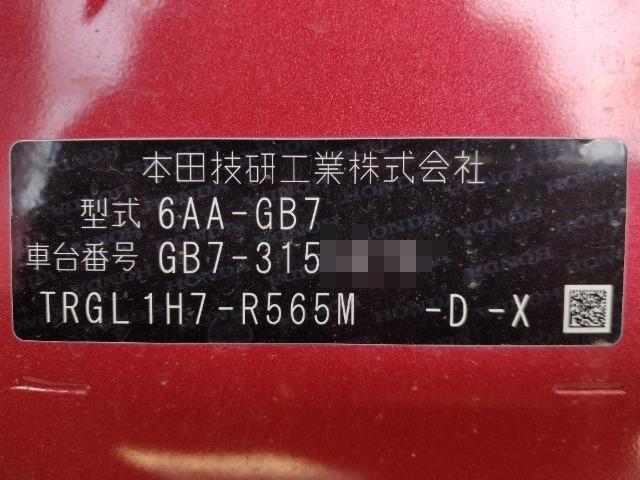 本田技研工業株式会社
型式 6AA-GB7
車台番号 GB7-315
TRGL1H7-R565M -D -X